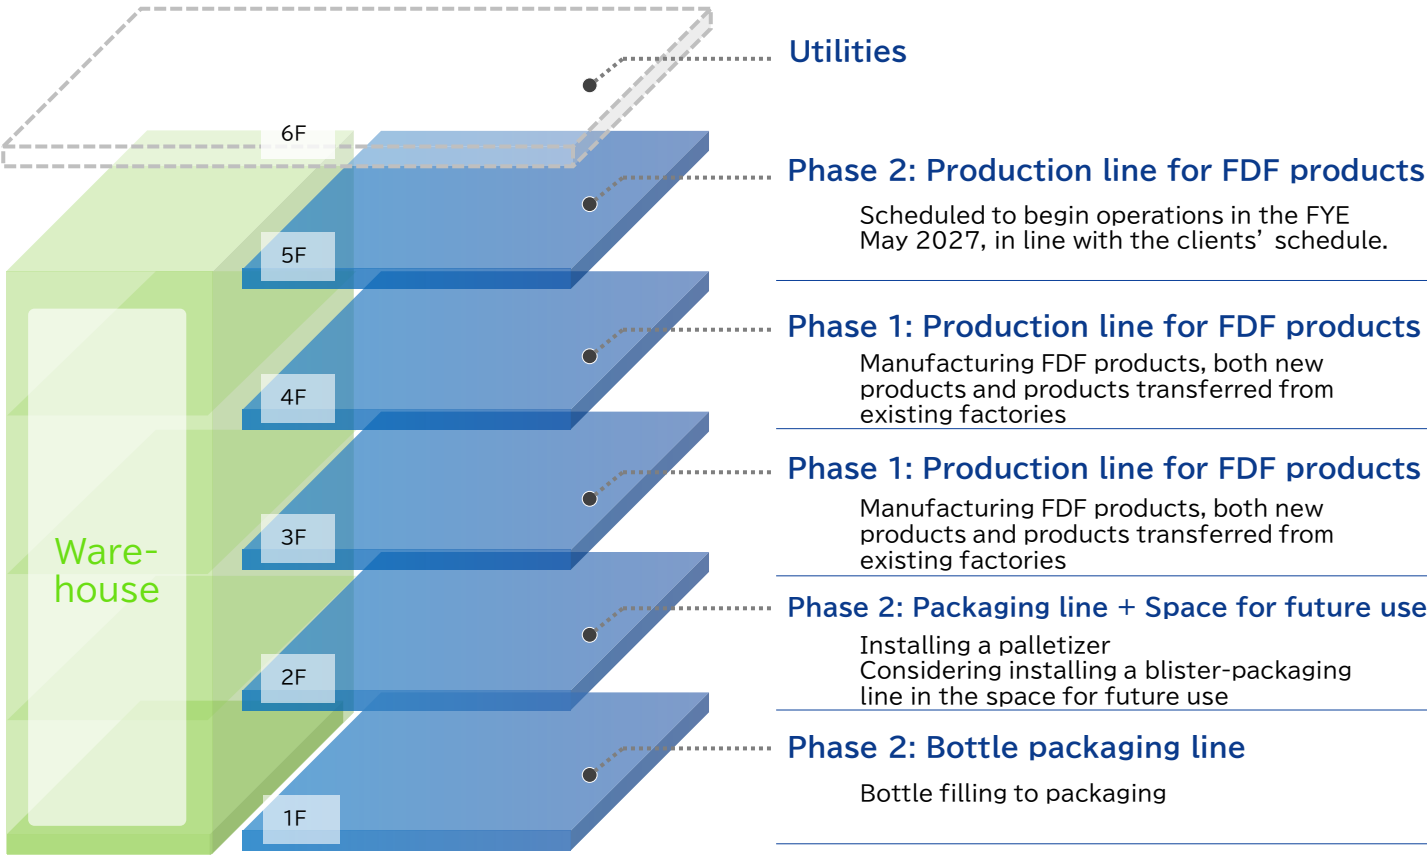 Utilities
6F
Phase 2: Production line for FDF products
Scheduled to begin operations in the FYE
May 2027, in line with the clients’ schedule.
5F
Phase 1: Production line for FDF products
Manufacturing FDF products, both new
products and products transferred from
existing factories
4F
Phase 1: Production line for FDF products
Manufacturing FDF products, both new
products and products transferred from
existing factories
3F
Ware-
house
Phase 2: Packaging line + Space for future use
Installing a palletizer
Considering installing a blister-packaging
line in the space for future use
2F
Phase 2: Bottle packaging line
Bottle filling to packaging
1F